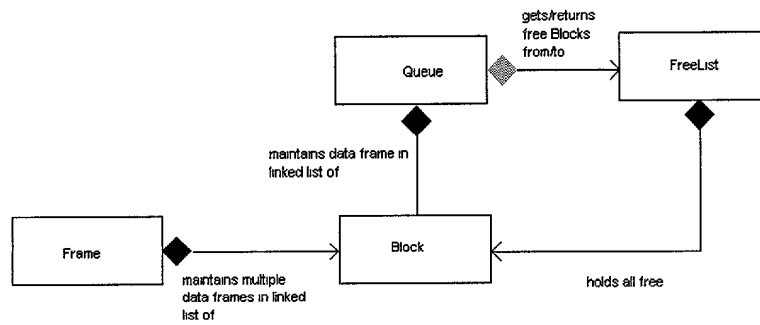 gets/returns
free Blocks
from/to
Queue
FreeList
maintains data frame in
linked list of
Frame
Block
maintains multiple
data frames in linked
list of
holds all free